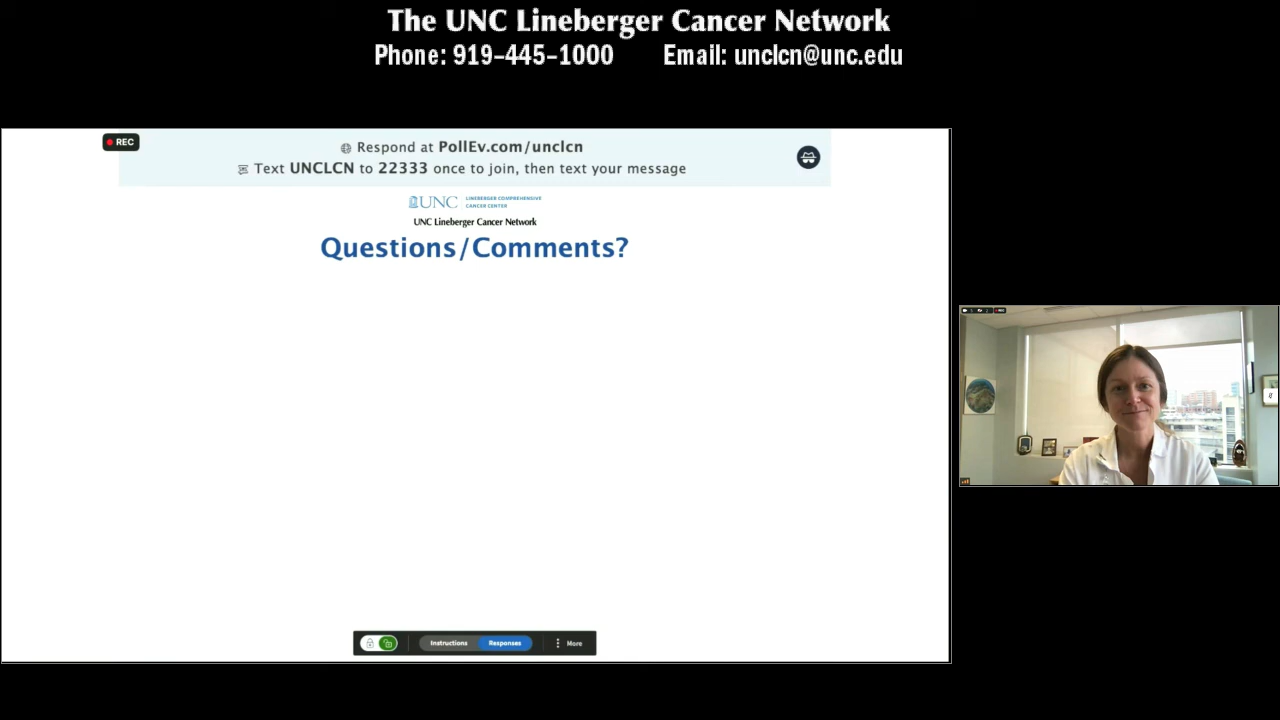 The UNC Lineberger Cancer Network
Phone: 919-445-1000 Email: unclcn@unc.edu
REC
Respond at PollEv.com/unclcn
Text UNCLCN to 22333 once to join, then text your message
UNC LINEBERGER COMPREHENSIVE
CANCER CENTER
UNC Lineberger Cancer Network
Questions/Comments?
REC
Instructions Responses More